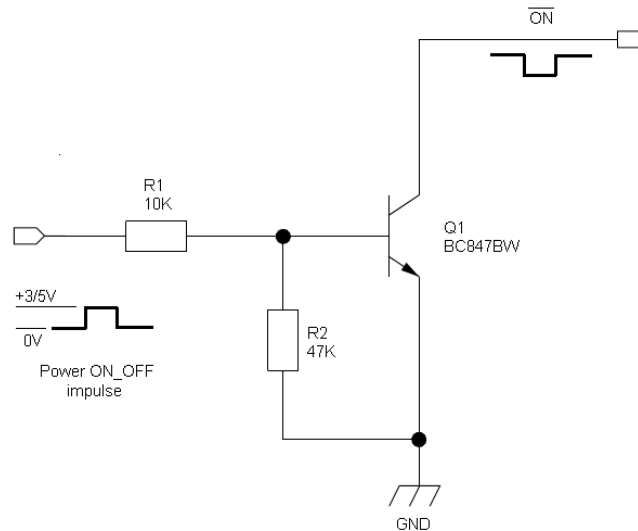 ON
R1
10K
Q1
BC847BW
+3/5V
0V
R2
47K
Power ON_OFF
impulse
GND